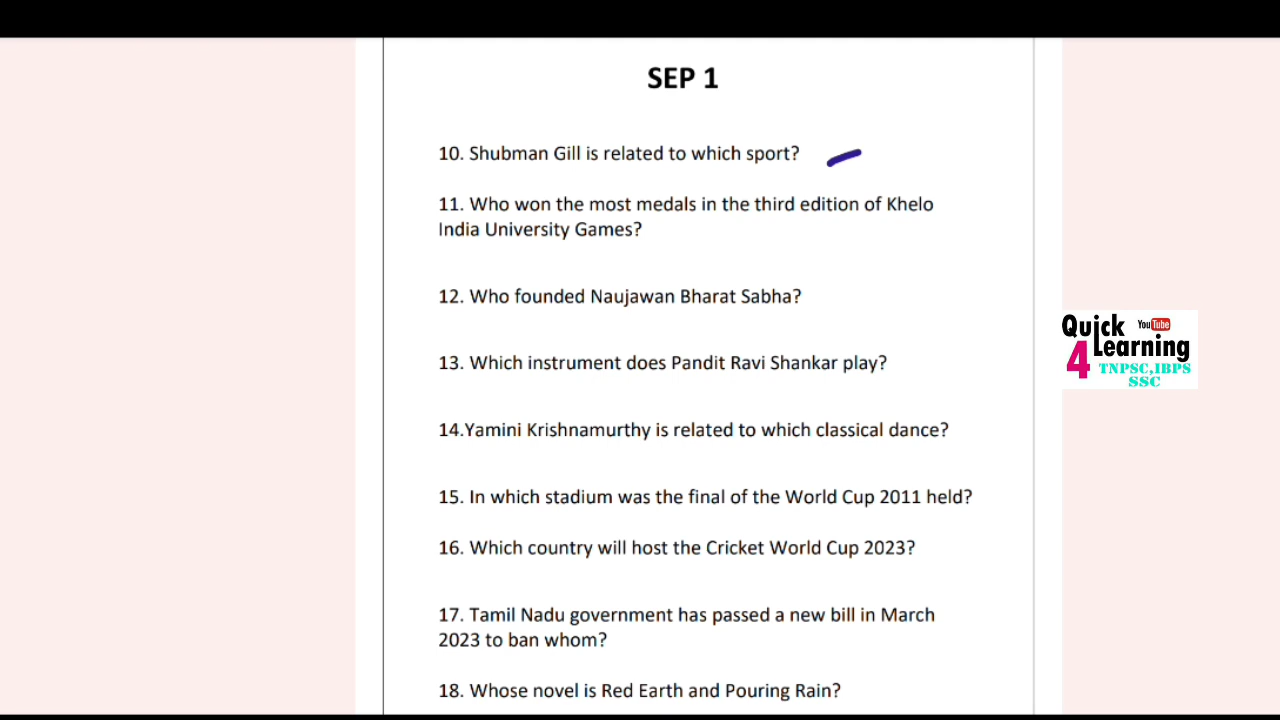 SEP 1
10. Shubman Gill is related to which sport?
11. Who won the most medals in the third edition of Khelo
India University Games?
12. Who founded Naujawan Bharat Sabha?
13. Which instrument does Pandit Ravi Shankar play?
14.Yamini Krishnamurthy is related to which classical dance?
15. In which stadium was the final of the World Cup 2011 held?
16. Which country will host the Cricket World Cup 2023?
17. Tamil Nadu government has passed a new bill in March
2023 to ban whom?
18. Whose novel is Red Earth and Pouring Rain?
Quick YouTube
4 Learning
TNPSC,IBPS
SSC